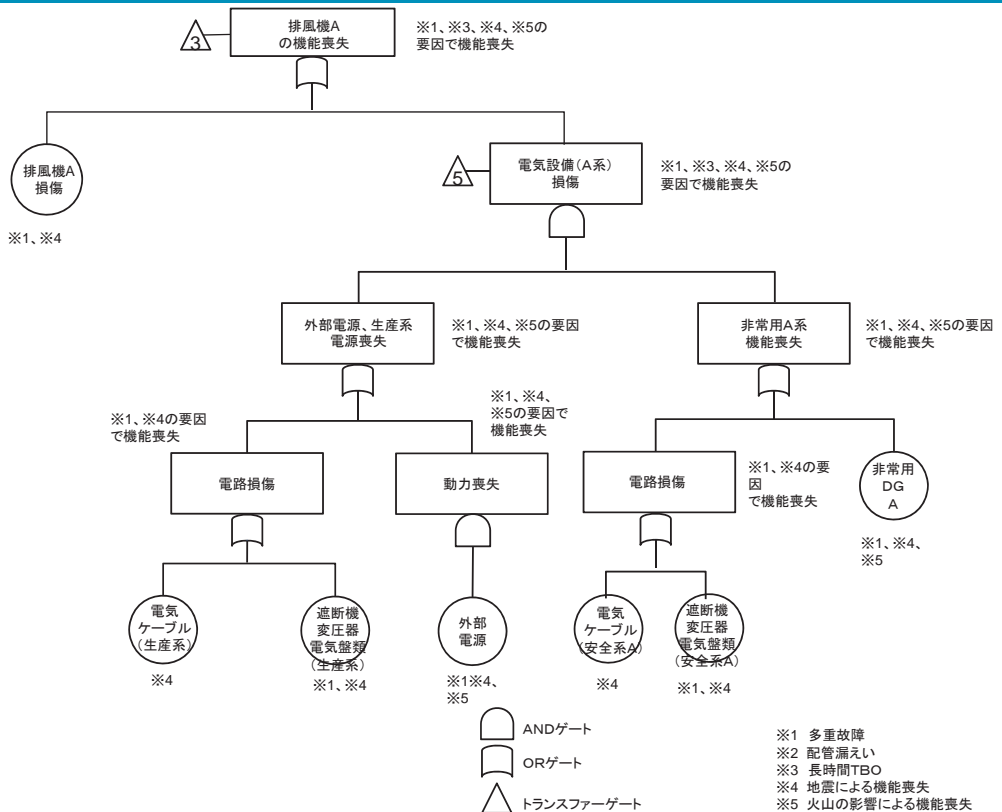 排風機A
の機能喪失
3
※1、※3、※4、※5の
要因で機能喪失
排風機A
損傷
※1、※4
5
電気設備(A系)
損傷
※1、※3、※4、※5の
要因で機能喪失
外部電源、生産系
電源喪失
※1、※4、※5の要因
で機能喪失
非常用A系
機能喪失
※1、※4、※5の要因
で機能喪失
※1、※4の要因
で機能喪失
電路損傷
※1、※4、
※5の要因で
機能喪失
動力喪失
電路損傷
※1、※4の要
因
で機能喪失
非常用
DG
A
※1、※4、
※5
電気
ケーブル
(生産系)
※4
遮断機
変圧器
電気盤類
(生産系)
※1、※4
外部
電源
※1※4、
※5
電気
ケーブル
(安全系A)
※4
遮断機
変圧器
電気盤類
(安全系A)
※1、※4
ANDゲート
ORゲート
トランスファーゲート
※1 多重故障
※2 配管漏えい
※3 長時間TBO
※4 地震による機能喪失
※5 火山の影響による機能喪失